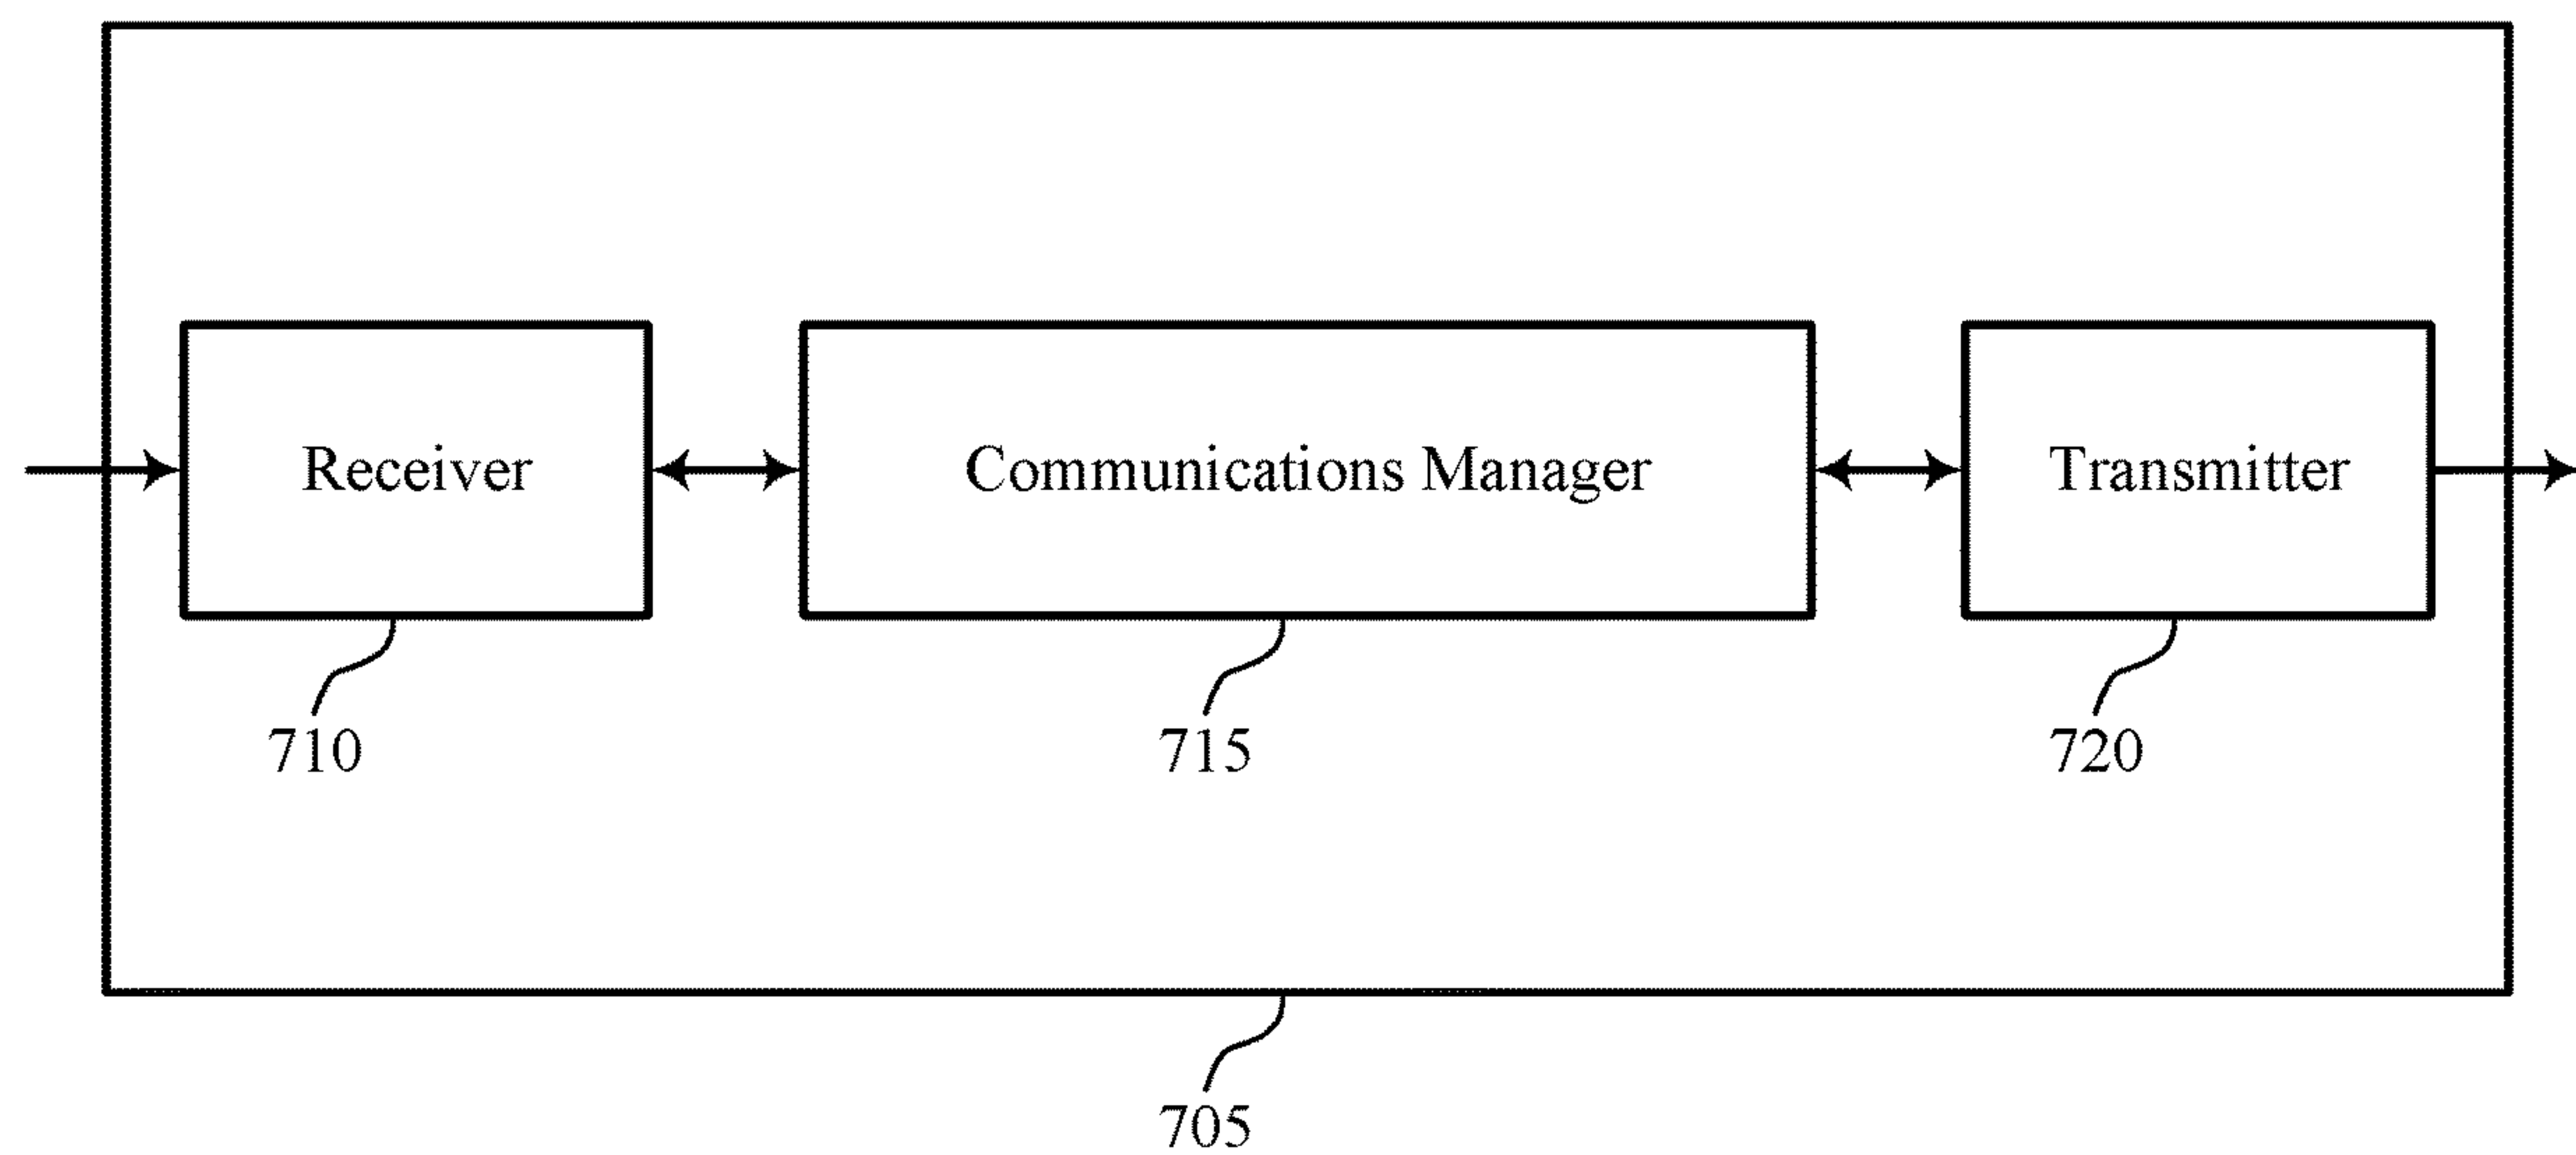 Receiver
Communications Manager
Transmitter
710
715
720
705